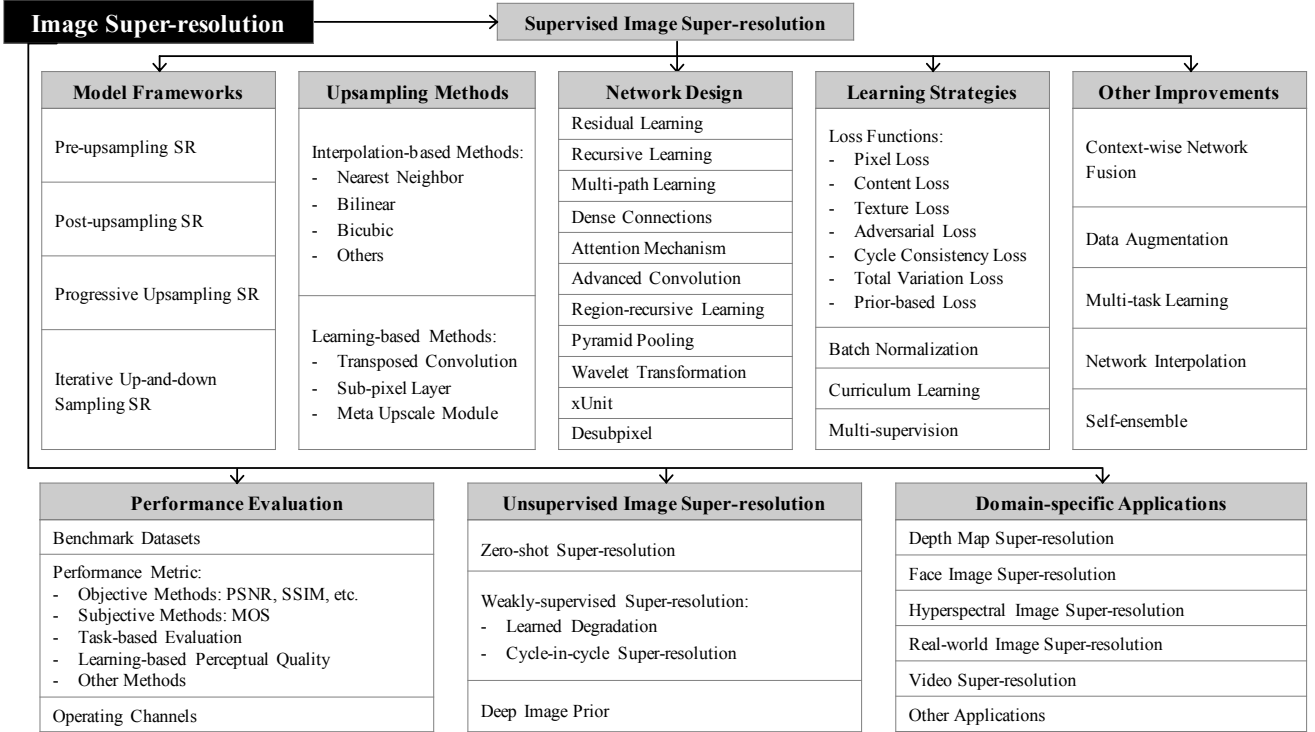 Image Super-resolution
Supervised Image Super-resolution
Model Frameworks
Pre-upsampling SR
Post-upsampling SR
Progressive Upsampling SR
Iterative Up-and-down
Sampling SR
Upsampling Methods
Interpolation-based Methods:
- Nearest Neighbor
- Bilinear
- Bicubic
- Others
Learning-based Methods:
- Transposed Convolution
- Sub-pixel Layer
- Meta Upscale Module
Network Design
Residual Learning
Recursive Learning
Multi-path Learning
Dense Connections
Attention Mechanism
Advanced Convolution
Region-recursive Learning
Pyramid Pooling
Wavelet Transformation
xUnit
Desubpixel
Learning Strategies
Loss Functions:
- Pixel Loss
- Content Loss
- Texture Loss
- Adversarial Loss
- Cycle Consistency Loss
- Total Variation Loss
- Prior-based Loss
Batch Normalization
Curriculum Learning
Multi-supervision
Other Improvements
Context-wise Network
Fusion
Data Augmentation
Multi-task Learning
Network Interpolation
Self-ensemble
Performance Evaluation
Benchmark Datasets
Performance Metric:
- Objective Methods: PSNR, SSIM, etc.
- Subjective Methods: MOS
- Task-based Evaluation
- Learning-based Perceptual Quality
- Other Methods
Operating Channels
Unsupervised Image Super-resolution
Zero-shot Super-resolution
Weakly-supervised Super-resolution:
- Learned Degradation
- Cycle-in-cycle Super-resolution
Deep Image Prior
Domain-specific Applications
Depth Map Super-resolution
Face Image Super-resolution
Hyperspectral Image Super-resolution
Real-world Image Super-resolution
Video Super-resolution
Other Applications